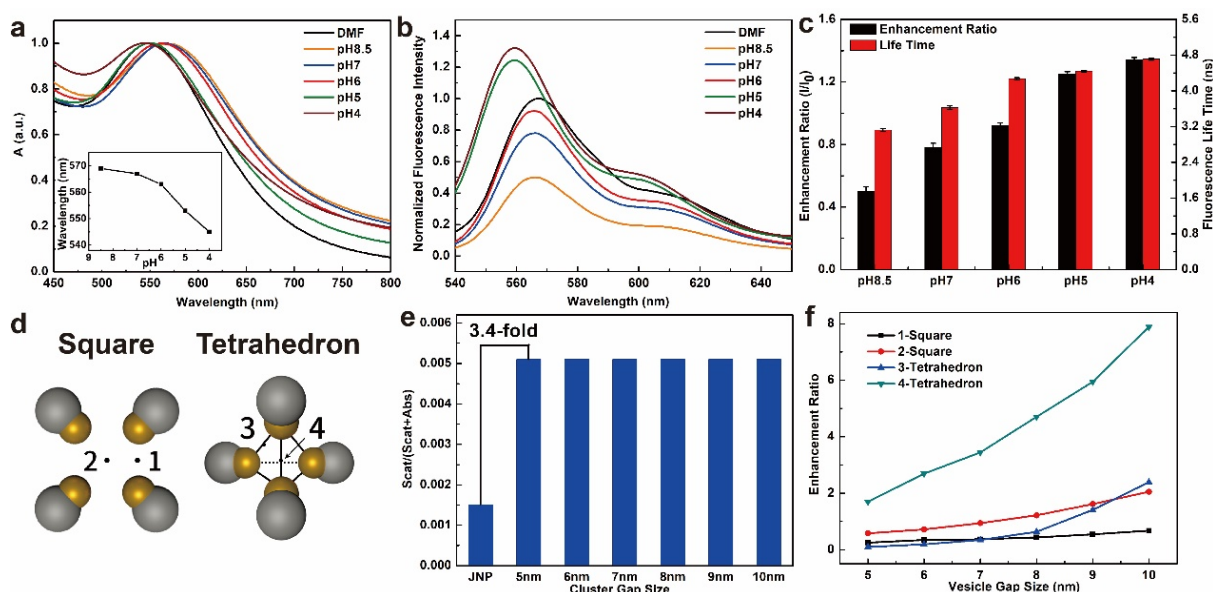 a
A (a.u.)
1.0
0.8
0.6
0.4
0.2
0.0
DMF
pH8.5
pH7
pH6
pH5
pH4
Wavelength (nm)
570
560
550
540
9 8 7 6 5 4
pH
450 500 550 600 650 700 750 800
Wavelength (nm)
b
Normalized Fluorescence Intensity
1.4
1.2
1.0
0.8
0.6
0.4
0.2
0.0
DMF
pH8.5
pH7
pH6
pH5
pH4
540 560 580 600 620 640
Wavelength (nm)
c
Enhancement Ratio (I/I0)
1.6
1.2
0.8
0.4
0.0
Enhancement Ratio
Life Time
5.6
4.8
4.0
3.2
2.4
1.6
0.8
0.0
Fluorescence Life Time (ns)
pH8.5 pH7 pH6 pH5 pH4
d
Square Tetrahedron
2 1
3 4
e
Scat/(Scat+Abs)
0.006
0.005
0.004
0.003
0.002
0.001
0.000
3.4-fold
JNP 5nm 6nm 7nm 8nm 9nm 10nm
Cluster Gap Size
f
Enhancement Ratio
8
6
4
2
0
1-Square
2-Square
3-Tetrahedron
4-Tetrahedron
5 6 7 8 9 10
Vesicle Gap Size (nm)